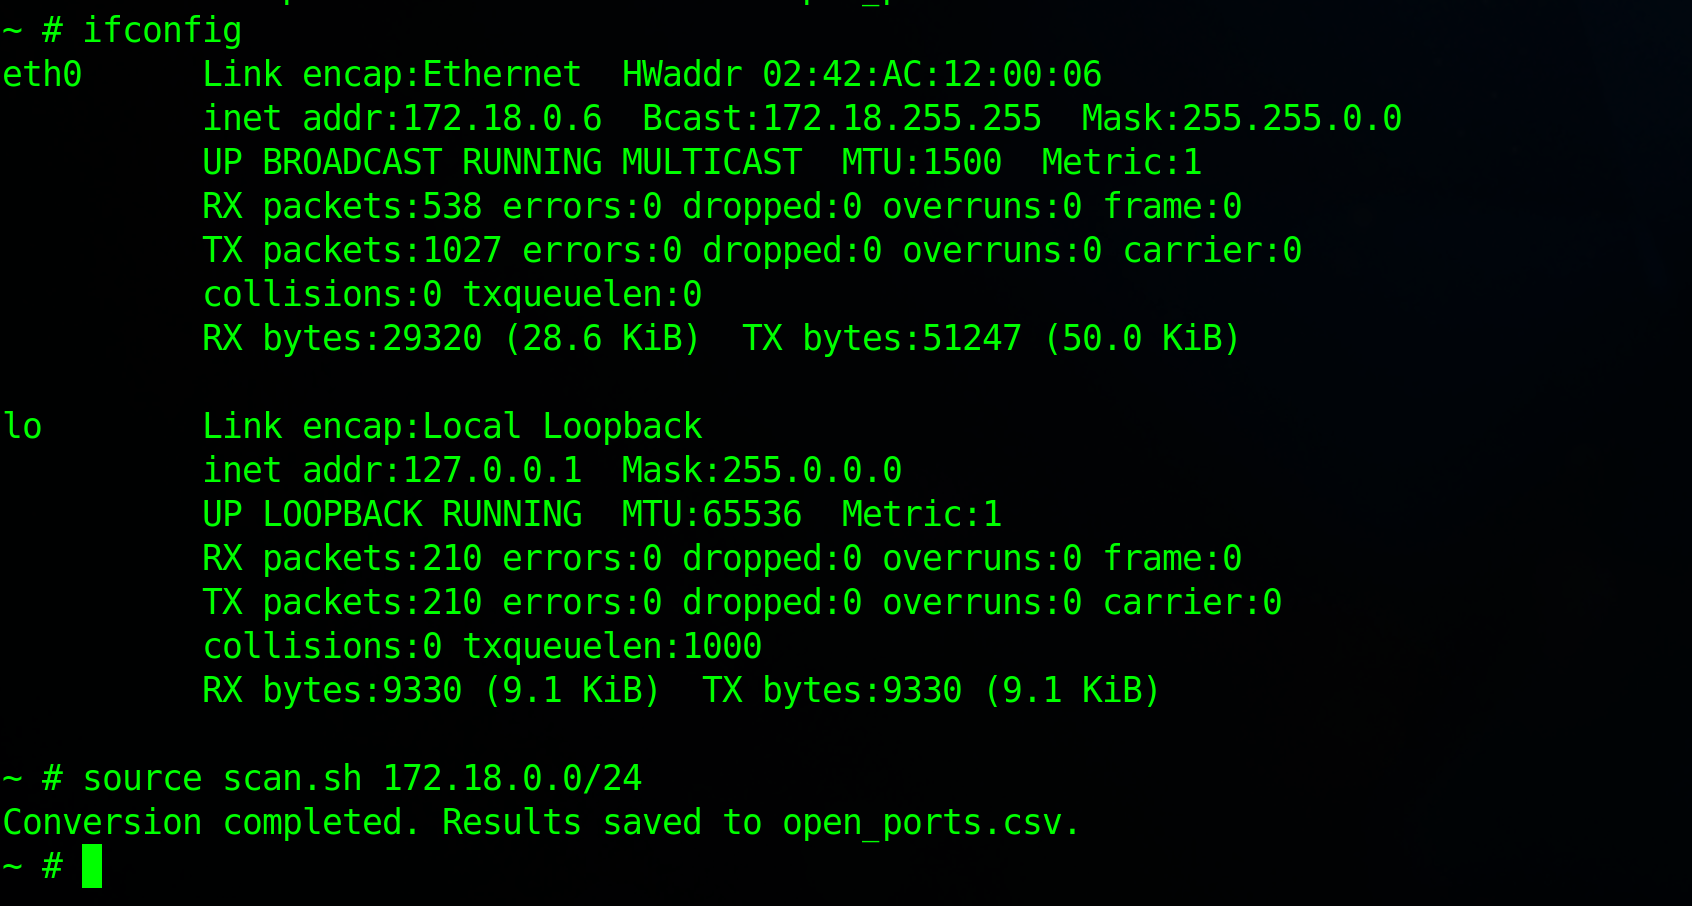 ~ # ifconfig
eth0      Link encap:Ethernet  HWaddr 02:42:AC:12:00:06
          inet addr:172.18.0.6  Bcast:172.18.255.255  Mask:255.255.0.0
          UP BROADCAST RUNNING MULTICAST  MTU:1500  Metric:1
          RX packets:538 errors:0 dropped:0 overruns:0 frame:0
          TX packets:1027 errors:0 dropped:0 overruns:0 carrier:0
          collisions:0 txqueuelen:0
          RX bytes:29320 (28.6 KiB)  TX bytes:51247 (50.0 KiB)

lo        Link encap:Local Loopback
          inet addr:127.0.0.1  Mask:255.0.0.0
          UP LOOPBACK RUNNING  MTU:65536  Metric:1
          RX packets:210 errors:0 dropped:0 overruns:0 frame:0
          TX packets:210 errors:0 dropped:0 overruns:0 carrier:0
          collisions:0 txqueuelen:1000
          RX bytes:9330 (9.1 KiB)  TX bytes:9330 (9.1 KiB)

~ # source scan.sh 172.18.0.0/24
Conversion completed. Results saved to open_ports.csv.
~ #